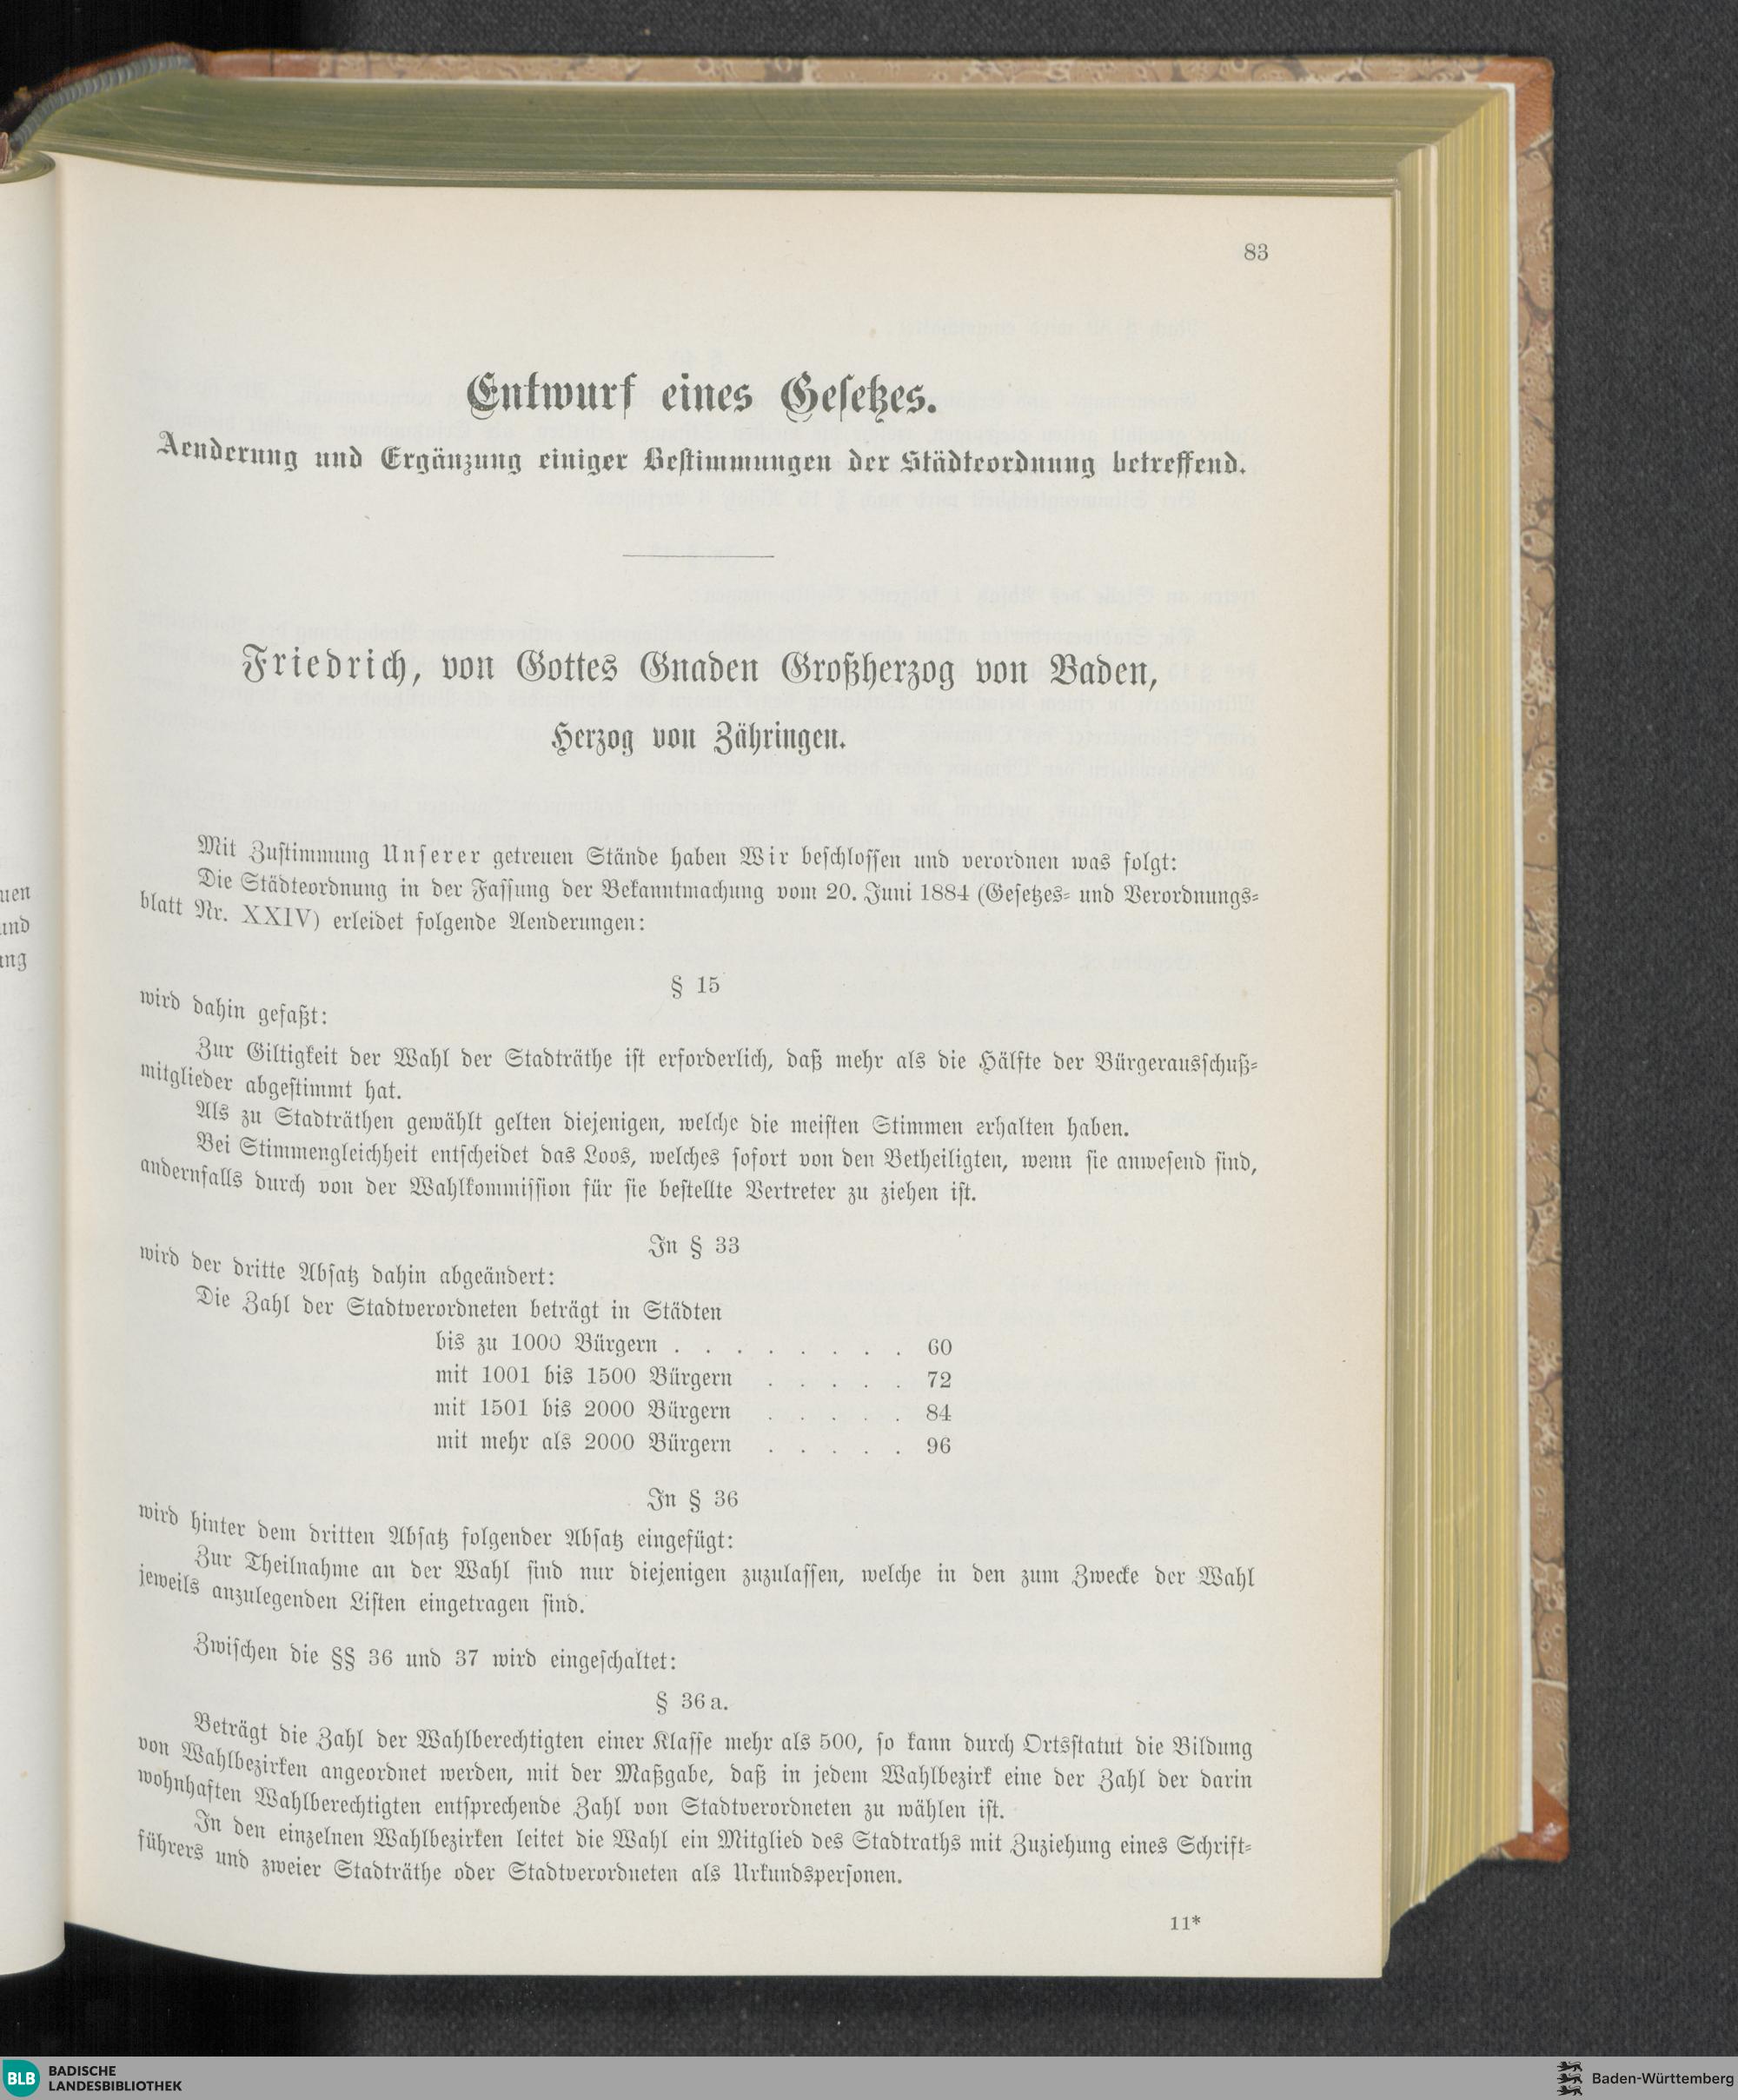 83
Entwurf eines Gesetzes.
Aenderung und Ergänzung einiger Bestimmungen der Städteordnung betreffend.
Friedrich, von Gottes Gnaden Großherzog von Baden,
Herzog von Zähringen.
Mit Zustimmung Unserer getreuen Stände haben Wir beschlossen und verordnen was folgt:
Die Städteordnung in der Fassung der Bekanntmachung vom 20. Juni 1884 (Gesetzes- und Verordnungs-
blatt Nr. XXIV) erleidet folgende Aenderungen:
§ 15
wird dahin gefaßt:
Zur Giltigkeit der Wahl der Stadträthe ist erforderlich, daß mehr als die Hälfte der Bürgerausschuß-
mitglieder abgestimmt hat.
Als zu Stadträthen gewählt gelten diejenigen, welche die meisten Stimmen erhalten haben.
Bei Stimmengleichheit entscheidet das Loos, welches sofort von den Betheiligten, wenn sie anwesend sind,
andernfalls durch von der Wahlkommission für sie bestellte Vertreter zu ziehen ist.
In § 33
wird der dritte Absatz dahin abgeändert:
Die Zahl der Stadtverordneten beträgt in Städten
bis zu 1000 Bürgern . . . . . . . . 60
mit 1001 bis 1500 Bürgern . . . . . 72
mit 1501 bis 2000 Bürgern . . . . . 84
mit mehr als 2000 Bürgern . . . . . 96
In § 36
wird hinter dem dritten Absatz folgender Absatz eingefügt:
Zur Theilnahme an der Wahl sind nur diejenigen zuzulassen, welche in den zum Zwecke der Wahl
jeweils anzulegenden Listen eingetragen sind.
Zwischen die §§ 36 und 37 wird eingeschaltet:
§ 36 a.
Beträgt die Zahl der Wahlberechtigten einer Klasse mehr als 500, so kann durch Ortsstatut die Bildung
von Wahlbezirken angeordnet werden, mit der Maßgabe, daß in jedem Wahlbezirk eine der Zahl der darin
wohnhaften Wahlberechtigten entsprechende Zahl von Stadtverordneten zu wählen ist.
In den einzelnen Wahlbezirken leitet die Wahl ein Mitglied des Stadtraths mit Zuziehung eines Schrift-
führers und zweier Stadträthe oder Stadtverordneten als Urkundspersonen.
11*
BLB BADISCHE
LANDESBIBLIOTHEK
Baden-Württemberg